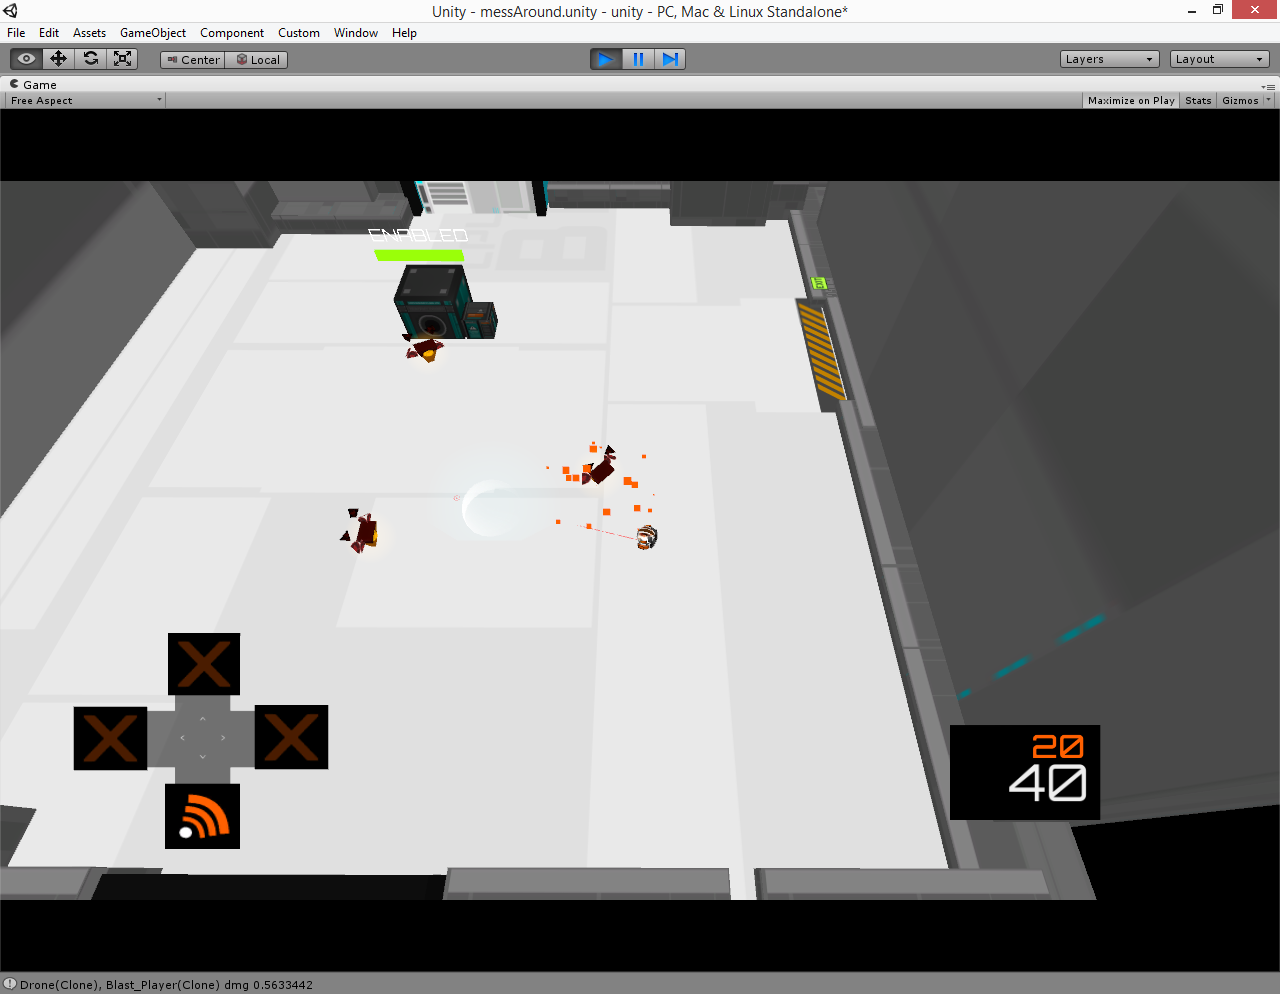 Unity - messAround.unity - unity - PC, Mac & Linux Standalone*
File Edit Assets GameObject Component Custom Window Help
Center Local Layers Layout
Game
Free Aspect Maximize on Play Stats Gizmos
ENABLED
20
40
Drone(Clone), Blast_Player(Clone) dmg 0.5633442